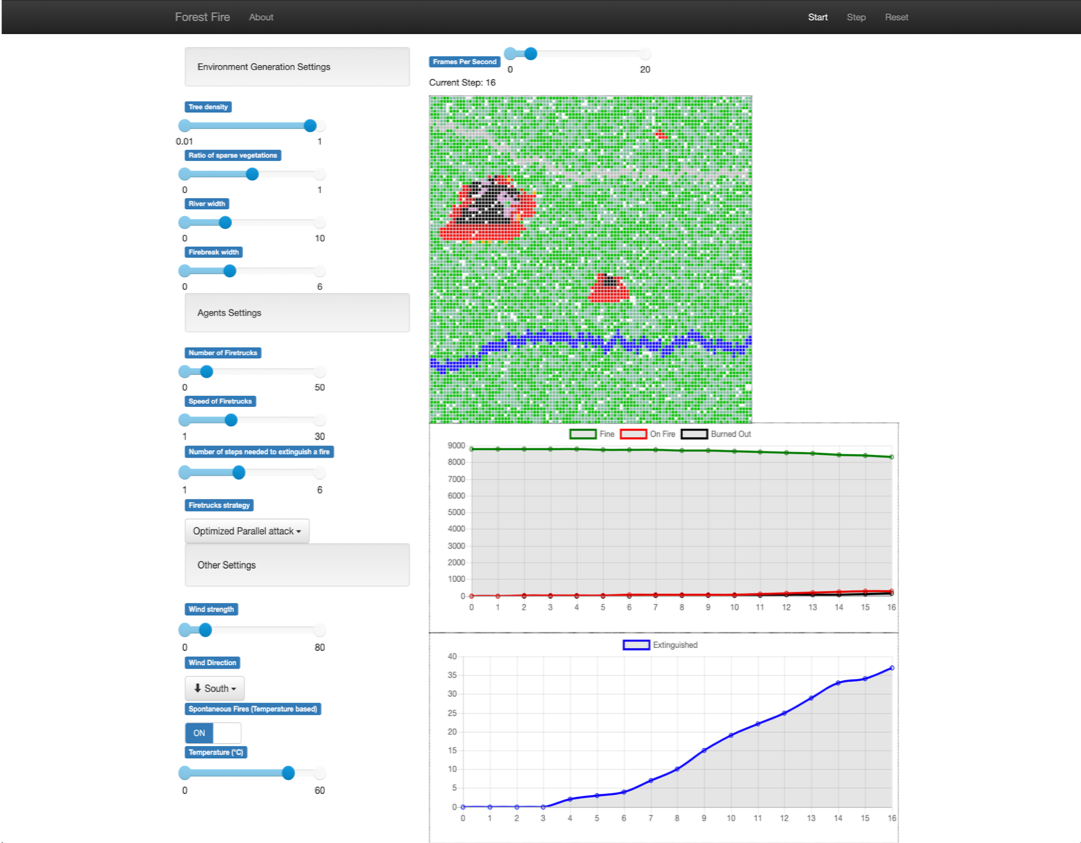 Forest Fire About Start Step Reset
Environment Generation Settings
Tree density
0.01 1
Ratio of sparse vegetations
0 1
River width
0 10
Firebreak width
0 6
Agents Settings
Number of Firetrucks
0 50
Speed of Firetrucks
1 30
Number of steps needed to extinguish a fire
1 6
Firetrucks strategy
Optimized Parallel attack
Other Settings
Wind strength
0 80
Wind Direction
South
Spontaneous Fires (Temperature based)
ON
Temperature (°C)
0 60
Frames Per Second
0 20
Current Step: 16
Fine On Fire Burned Out
9000
8000
7000
6000
5000
4000
3000
2000
1000
0
0 1 2 3 4 5 6 7 8 9 10 11 12 13 14 15 16
Extinguished
40
35
30
25
20
15
10
5
0
0 1 2 3 4 5 6 7 8 9 10 11 12 13 14 15 16